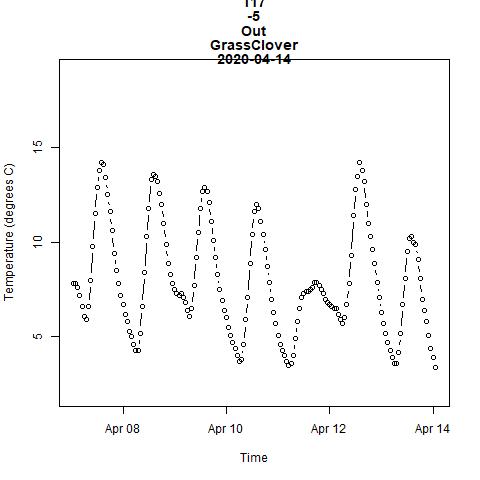 117
-5
Out
GrassClover
2020-04-14
Temperature (degrees C)
15
10
5
Apr 08
Apr 10
Apr 12
Apr 14
Time